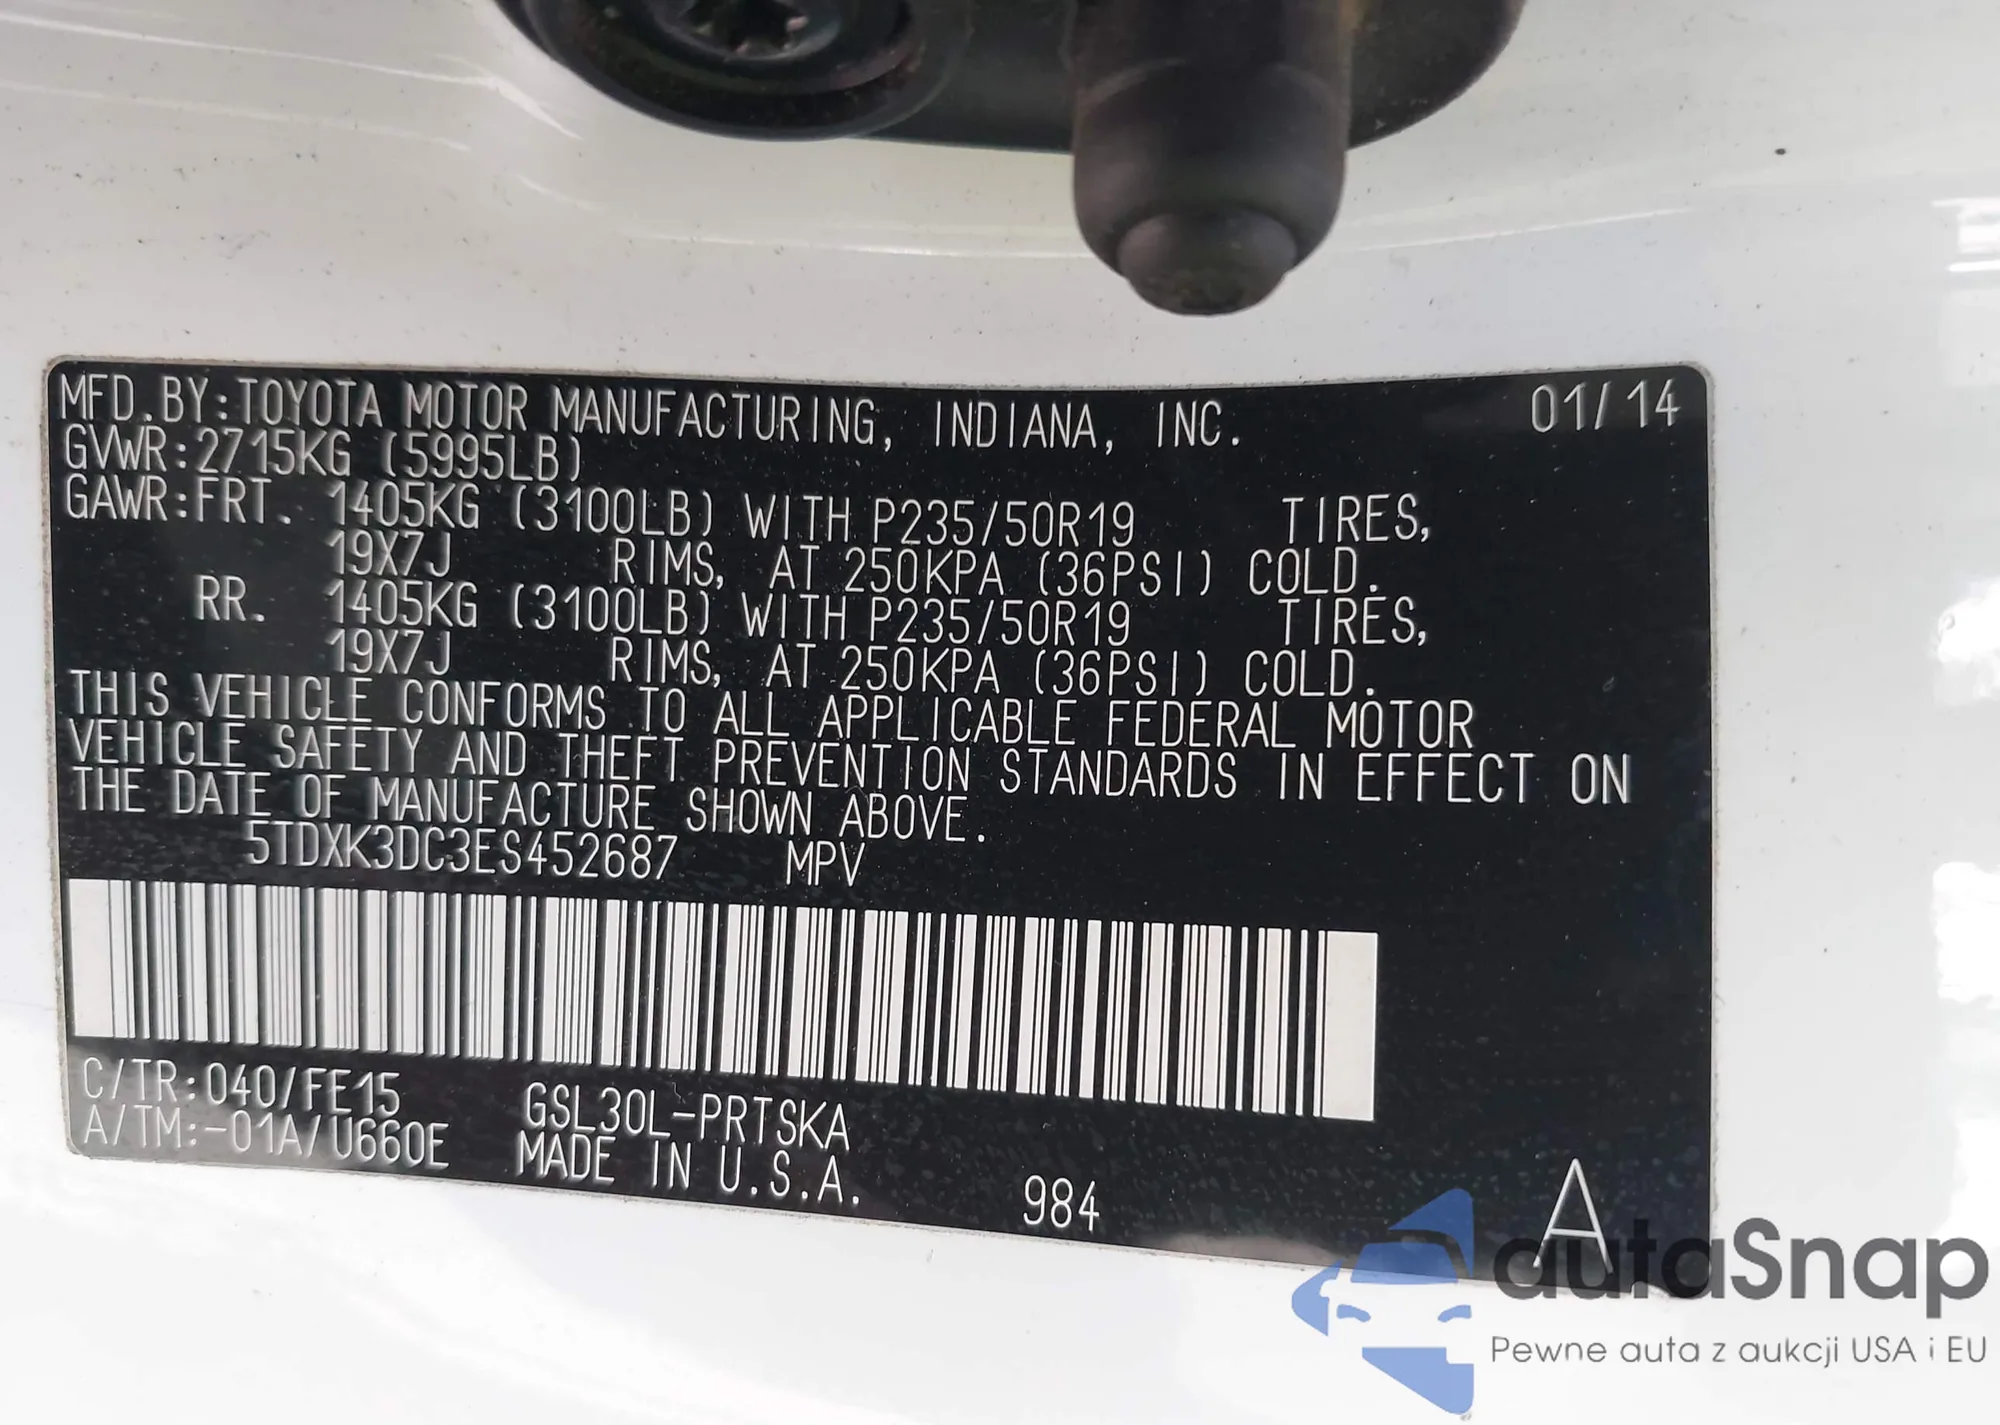 MFD.BY:TOYOTA MOTOR MANUFACTURING, INDIANA, INC. 01/14
GVWR:2715KG (5995LB)
GAWR:FRT. 1405KG (3100LB) WITH P235/50R19 TIRES,
19X7J RIMS, AT 250KPA (36PSI) COLD.
RR. 1405KG (3100LB) WITH P235/50R19 TIRES,
19X7J RIMS, AT 250KPA (36PSI) COLD.
THIS VEHICLE CONFORMS TO ALL APPLICABLE FEDERAL MOTOR
VEHICLE SAFETY AND THEFT PREVENTION STANDARDS IN EFFECT ON
THE DATE OF MANUFACTURE SHOWN ABOVE.
5TDXK3DC3ES452687 MPV
C/TR:040/FE15 GSL30L-PRTSKA
A/TM:-01A/U660E MADE IN U.S.A. 984 A
autaSnap
Pewne auta z aukcji USA i EU